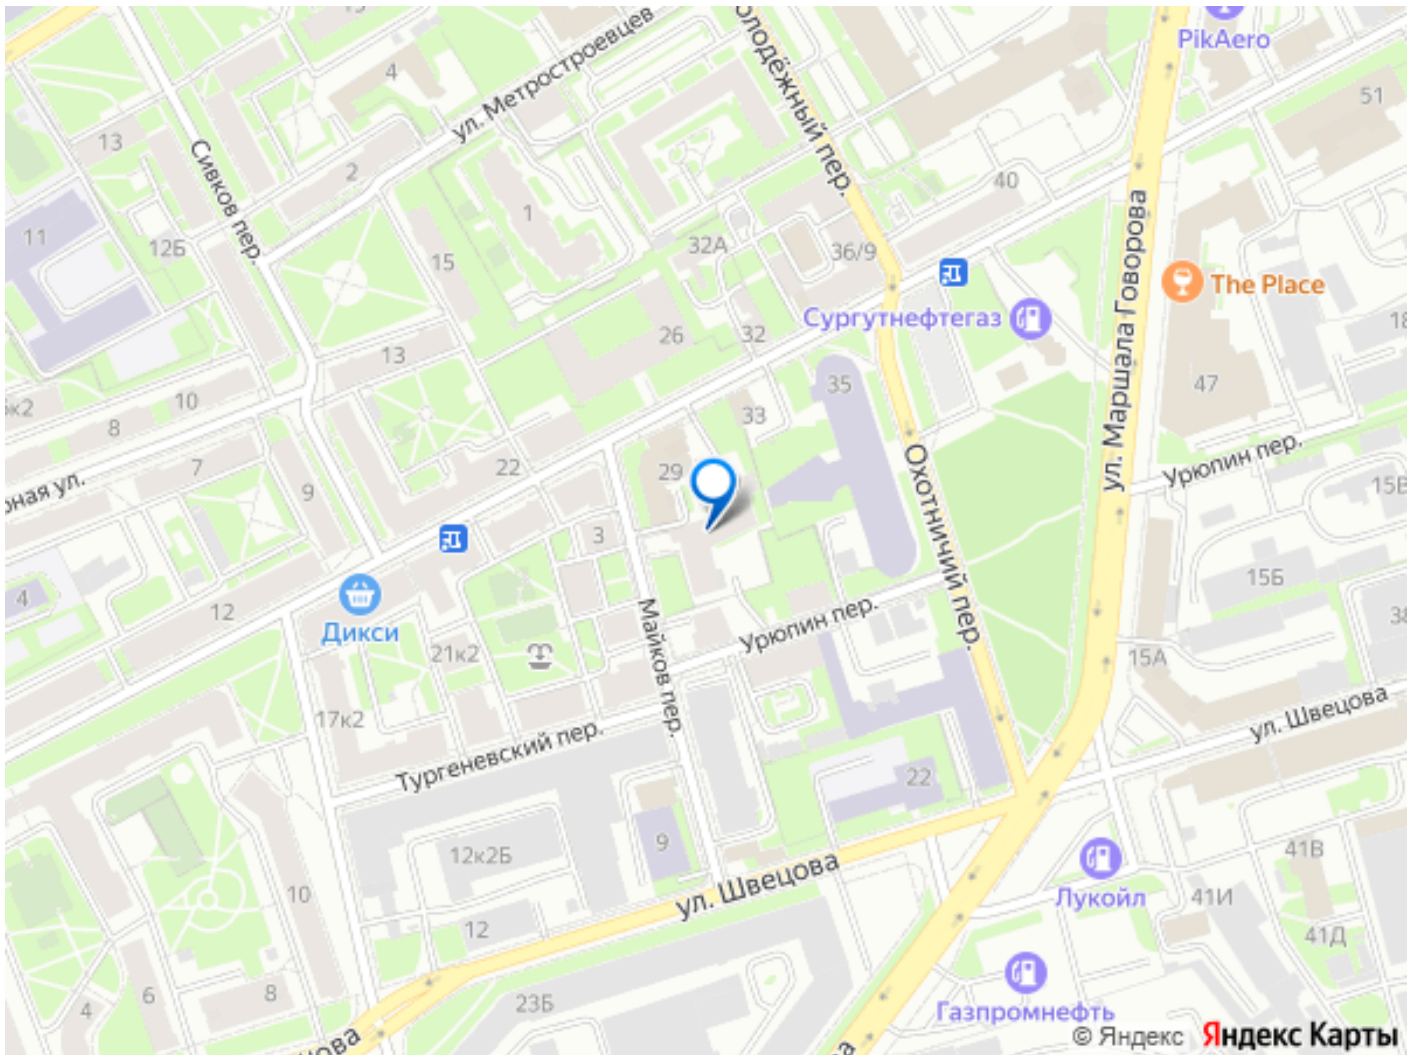 PikAero
олодёжный пер.
ул. Метростроевцев
4
51
13
Сивков пер.
2
40
1
11
12Б
32А
36/9
15
The Place
Сургутнефтегаз
26
32
13
35
47
18
к2
10
8
33
ул. Маршала Говорова
22
7
29
Урюпин пер.
рная ул.
9
15В
Охотничий пер.
3
15Б
4
12
Дикси
Майков пер.
Урюпин пер.
38
21к2
15А
17к2
ул. Швецова
Тургеневский пер.
22
12к2Б
9
41В
ул. Швецова
10
Лукойл
41И
12
41Д
6
8
23Б
4
Газпромнефть
нова
ва
© Яндекс Яндекс Карты